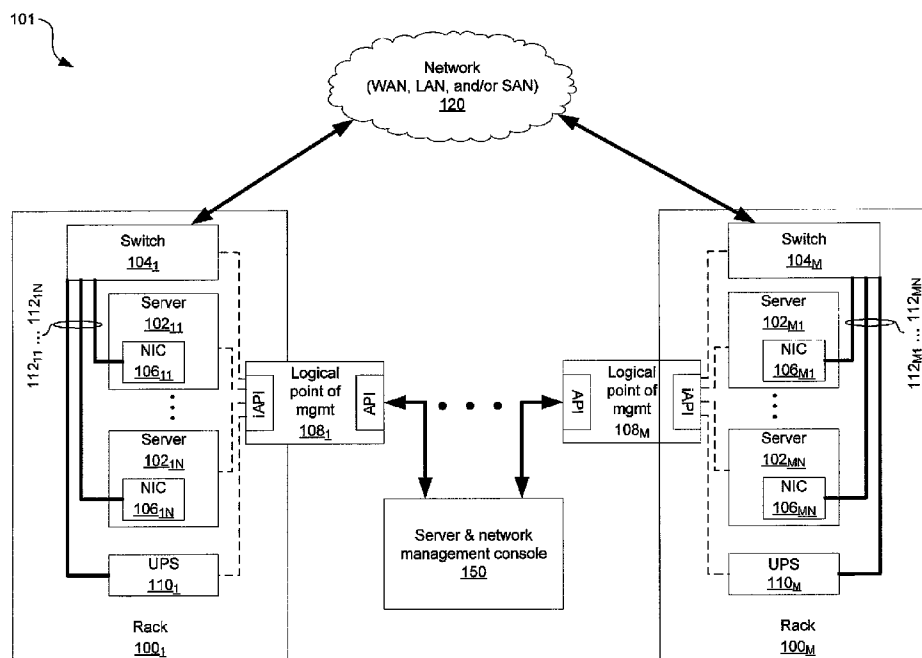 101
Network
(WAN, LAN, and/or SAN)
120
Switch
104₁
Server
102₁₁
NIC
106₁₁
Server
102₁N
NIC
106₁N
UPS
110₁
Rack
100₁
112₁₁ ... 112₁N
iAPI
Logical
point of
mgmt
108₁
API
Server & network
management console
150
API
Logical
point of
mgmt
108M
iAPI
Switch
104M
Server
102M1
NIC
106M1
Server
102MN
NIC
106MN
UPS
110M
Rack
100M
112M1 ... 112MN